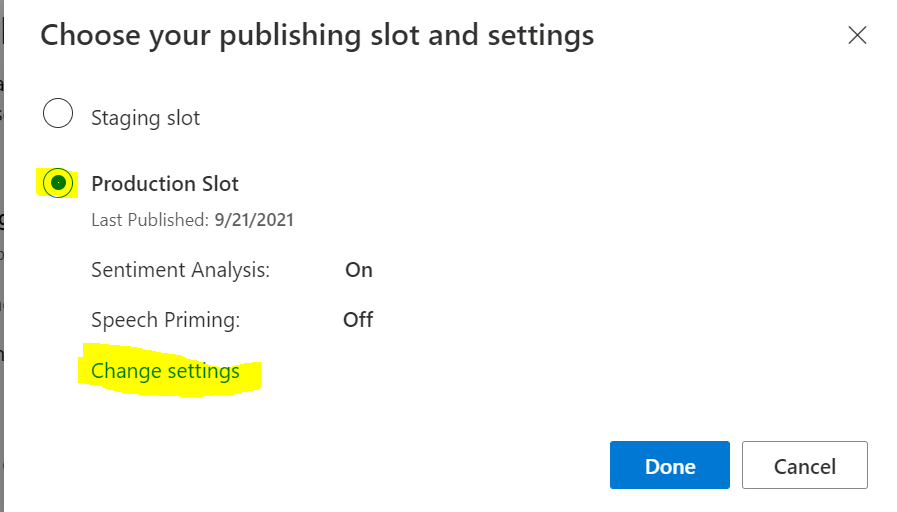 Choose your publishing slot and settings
Staging slot
Production Slot
Last Published: 9/21/2021
Sentiment Analysis: On
Speech Priming: Off
Change settings
Done Cancel